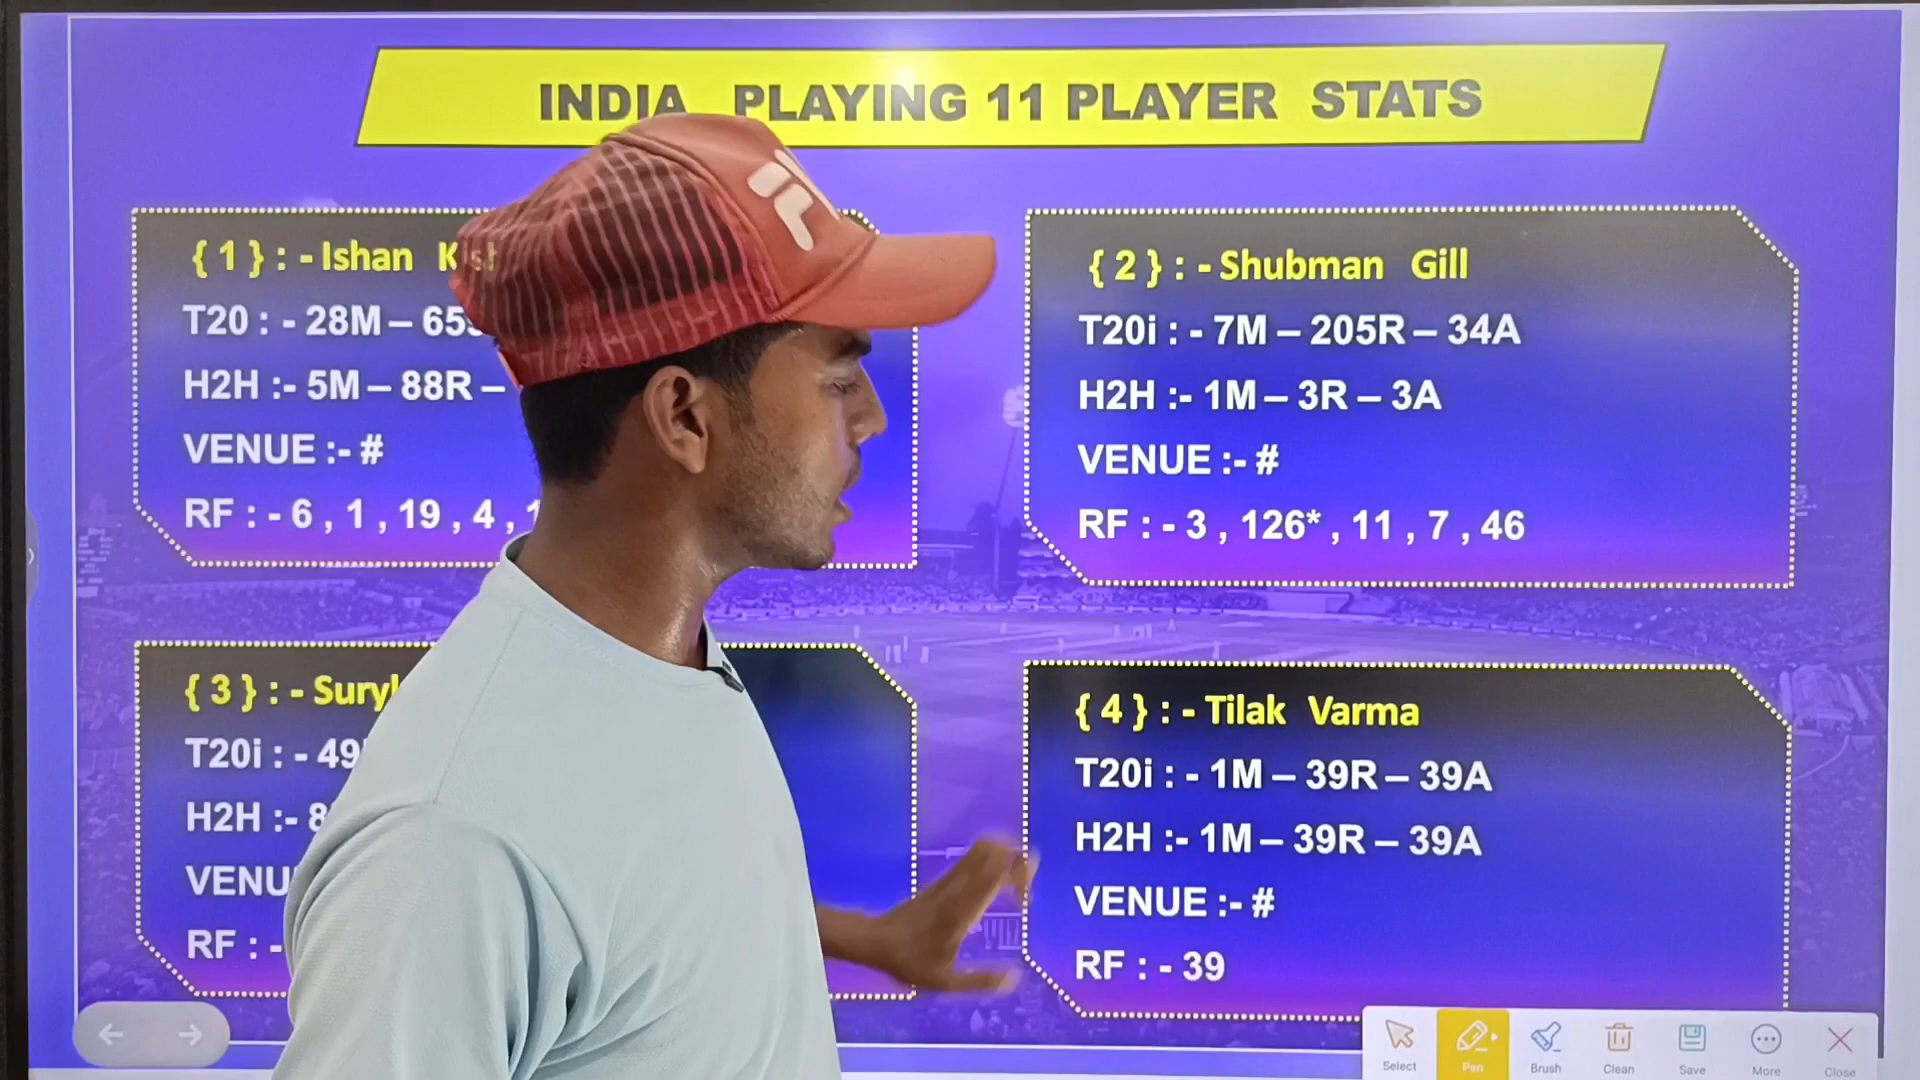 INDIA PLAYING 11 PLAYER STATS
{ 1 } : - Ishan
T20 : - 28M –
H2H :- 5M – 88R –
VENUE :- #
RF : - 6 , 1 , 19 , 4 ,
{ 2 } : - Shubman Gill
T20i : - 7M – 205R – 34A
H2H :- 1M – 3R – 3A
VENUE :- #
RF : - 3 , 126* , 11 , 7 , 46
{ 3 } : -
T20i : -
H2H :-
RF : -
{ 4 } : - Tilak Varma
T20i : - 1M – 39R – 39A
H2H :- 1M – 39R – 39A
VENUE :- #
RF : - 39
Select Pen Brush Clean Save More Close